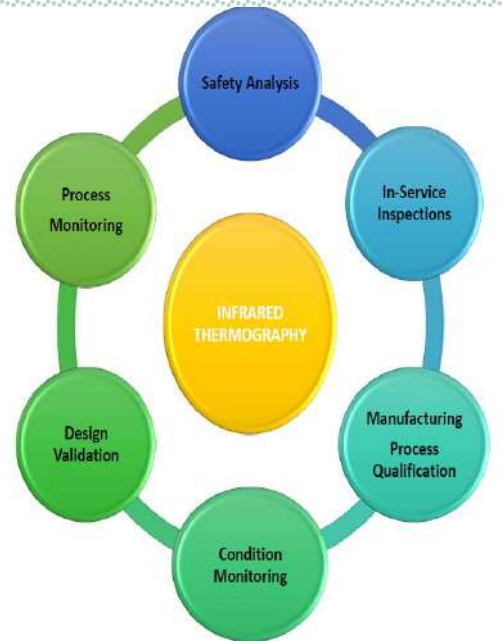 Safety Analysis
In-Service
Inspections
Manufacturing
Process
Qualification
Condition
Monitoring
Design
Validation
Process
Monitoring
INFRARED
THERMOGRAPHY